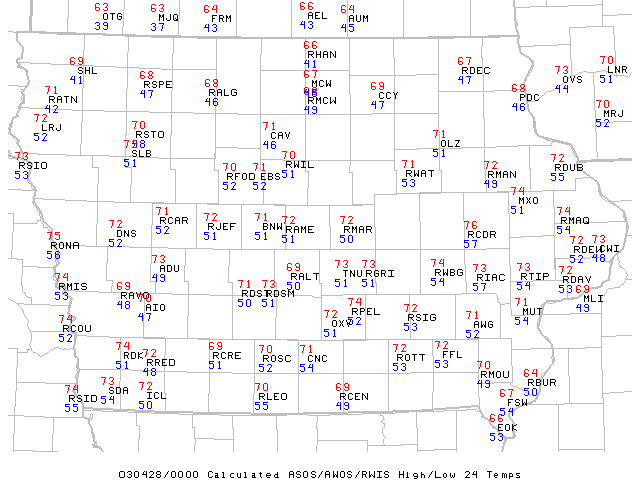 63 63 64 66 64
OTG MJQ FRM AEL AUM
39 37 43 43 45
66
RHAN
41
69 68 68 67 69 67 73 70
SHL RSPE RALG MCW CCY RDEC OVS LNR
41 47 46 47 47 44 51
RMCW
49
71
RATN
42
68
PDC
46
70
MRJ
52
72 70 71 71
LRJ RSTO CAV OLZ
52 46 51
SLB
51
73 70 71 70 71 72 72
RSIO RFOD EBS RWIL RWAT RMAN RDUB
53 52 52 51 53 49 55
74
MXO
51
72 71 72 71 72 72 76 74
DNS RCAR RJEF BNW RAME RMAR RCDR RMAQ
52 52 51 51 51 50 57 54
75
RONA
56
72 73
RDEW CWI
52 48
73 69 73 73 74 73 71 72
ADU RALT TNU RGRI RWBG RIAC RTIP RDAV
49 50 51 51 54 57 54 53
74 69 70 71 73
RMIS RAVO AIO RDST RDSM
53 48 47 50 51
69
MLI
51
74 72 74 72 71 71
RCOU OXV RPEL RSIG AWG MUT
52 51 52 53 52 54
74 72 69 70 71 72 72
RDK RRED RCRE ROSC CNC ROTT FFL
51 48 51 52 54 53 53
70 64
RMOU RBUR
49 50
74 73 72 70 69 67
RSID SDA ICL RLEO RCEN FSW
55 54 50 55 49 54
66
EOK
53
030428/0000 Calculated ASOS/AWOS/RWIS High/Low 24 Temps